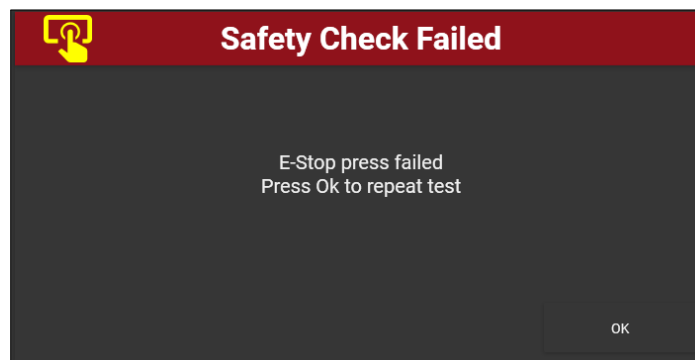 Safety Check Failed
E-Stop press failed
Press Ok to repeat test
OK